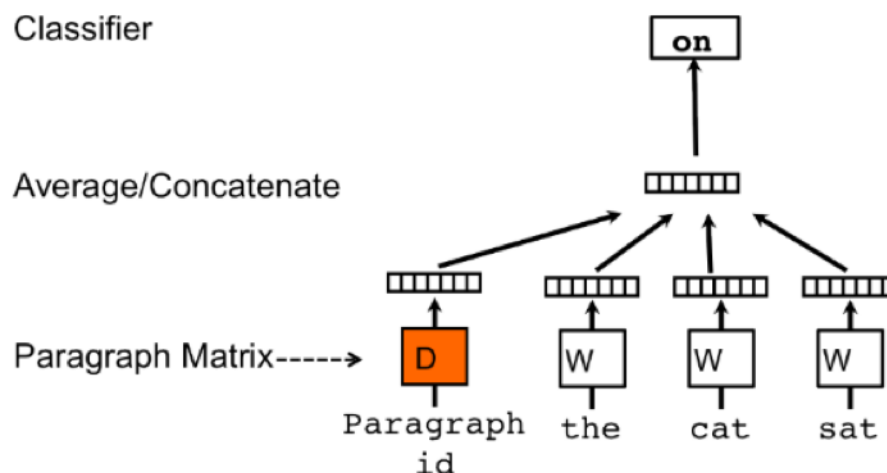 Classifier
on
Average/Concatenate
Paragraph Matrix----->
D
W
W
W
Paragraph
id
the
cat
sat